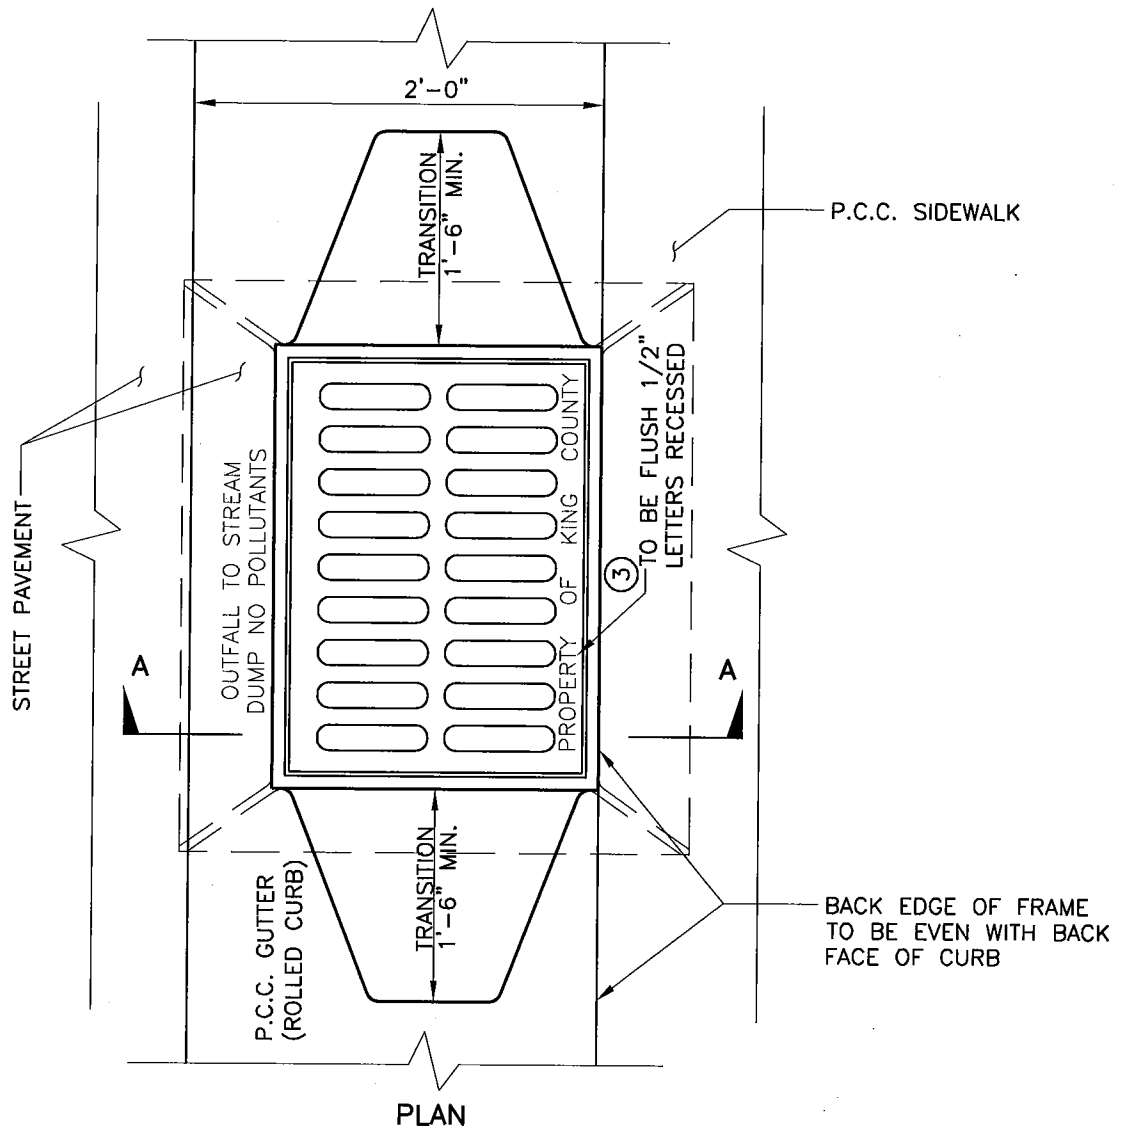 2'-0"
TRANSITION
1'-6" MIN.
P.C.C. SIDEWALK
STREET PAVEMENT
OUTFALL TO STREAM
DUMP NO POLLUTANTS
PROPERTY OF KING COUNTY
3
TO BE FLUSH 1/2"
LETTERS RECESSED
A
A
P.C.C. GUTTER
(ROLLED CURB)
TRANSITION
1'-6" MIN.
BACK EDGE OF FRAME
TO BE EVEN WITH BACK
FACE OF CURB
PLAN